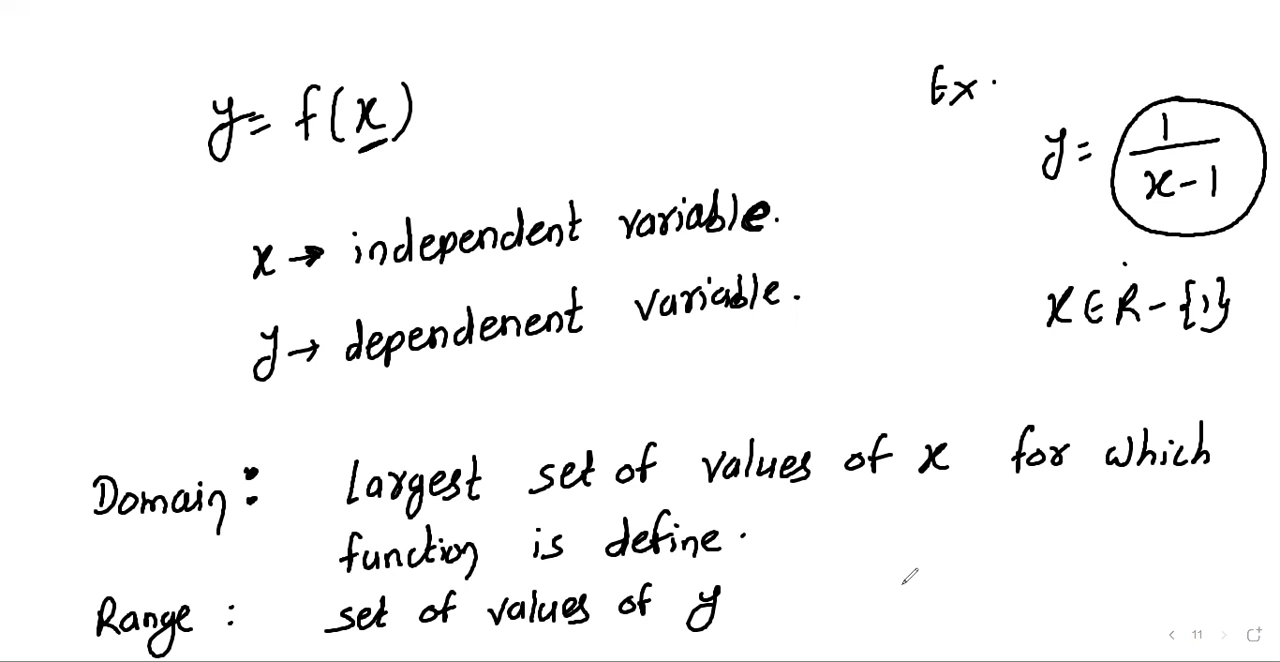 y = f(x)
x → independent variable.
y → dependenent variable.
Ex.
y = 1/(x-1)
x ∈ R - {1}
Domain: largest set of values of x for which
function is define.
Range: set of values of y
11